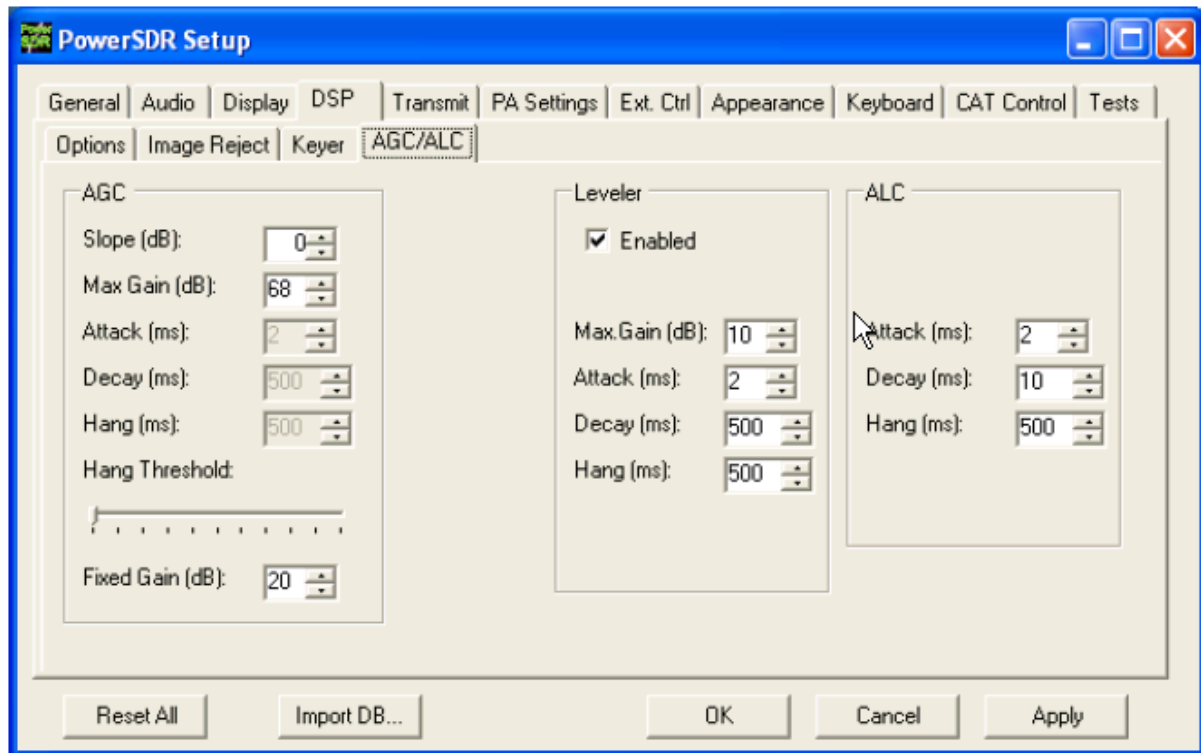 PowerSDR Setup
General Audio Display DSP Transmit PA Settings Ext. Ctrl Appearance Keyboard CAT Control Tests
Options Image Reject Keyer AGC/ALC
AGC
Slope (dB): 0
Max Gain (dB): 68
Attack (ms): 2
Decay (ms): 500
Hang (ms): 500
Hang Threshold:
Fixed Gain (dB): 20
Leveler
Enabled
Max.Gain (dB): 10
Attack (ms): 2
Decay (ms): 500
Hang (ms): 500
ALC
Attack (ms): 2
Decay (ms): 10
Hang (ms): 500
Reset All Import DB... OK Cancel Apply